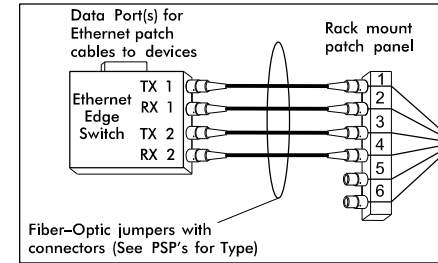 Data Port(s) for
Ethernet patch
cables to devices
Rack mount
patch panel
Ethernet
Edge
Switch
TX 1
RX 1
TX 2
RX 2
1
2
3
4
5
6
Fiber–Optic jumpers with
connectors (See PSP's for Type)